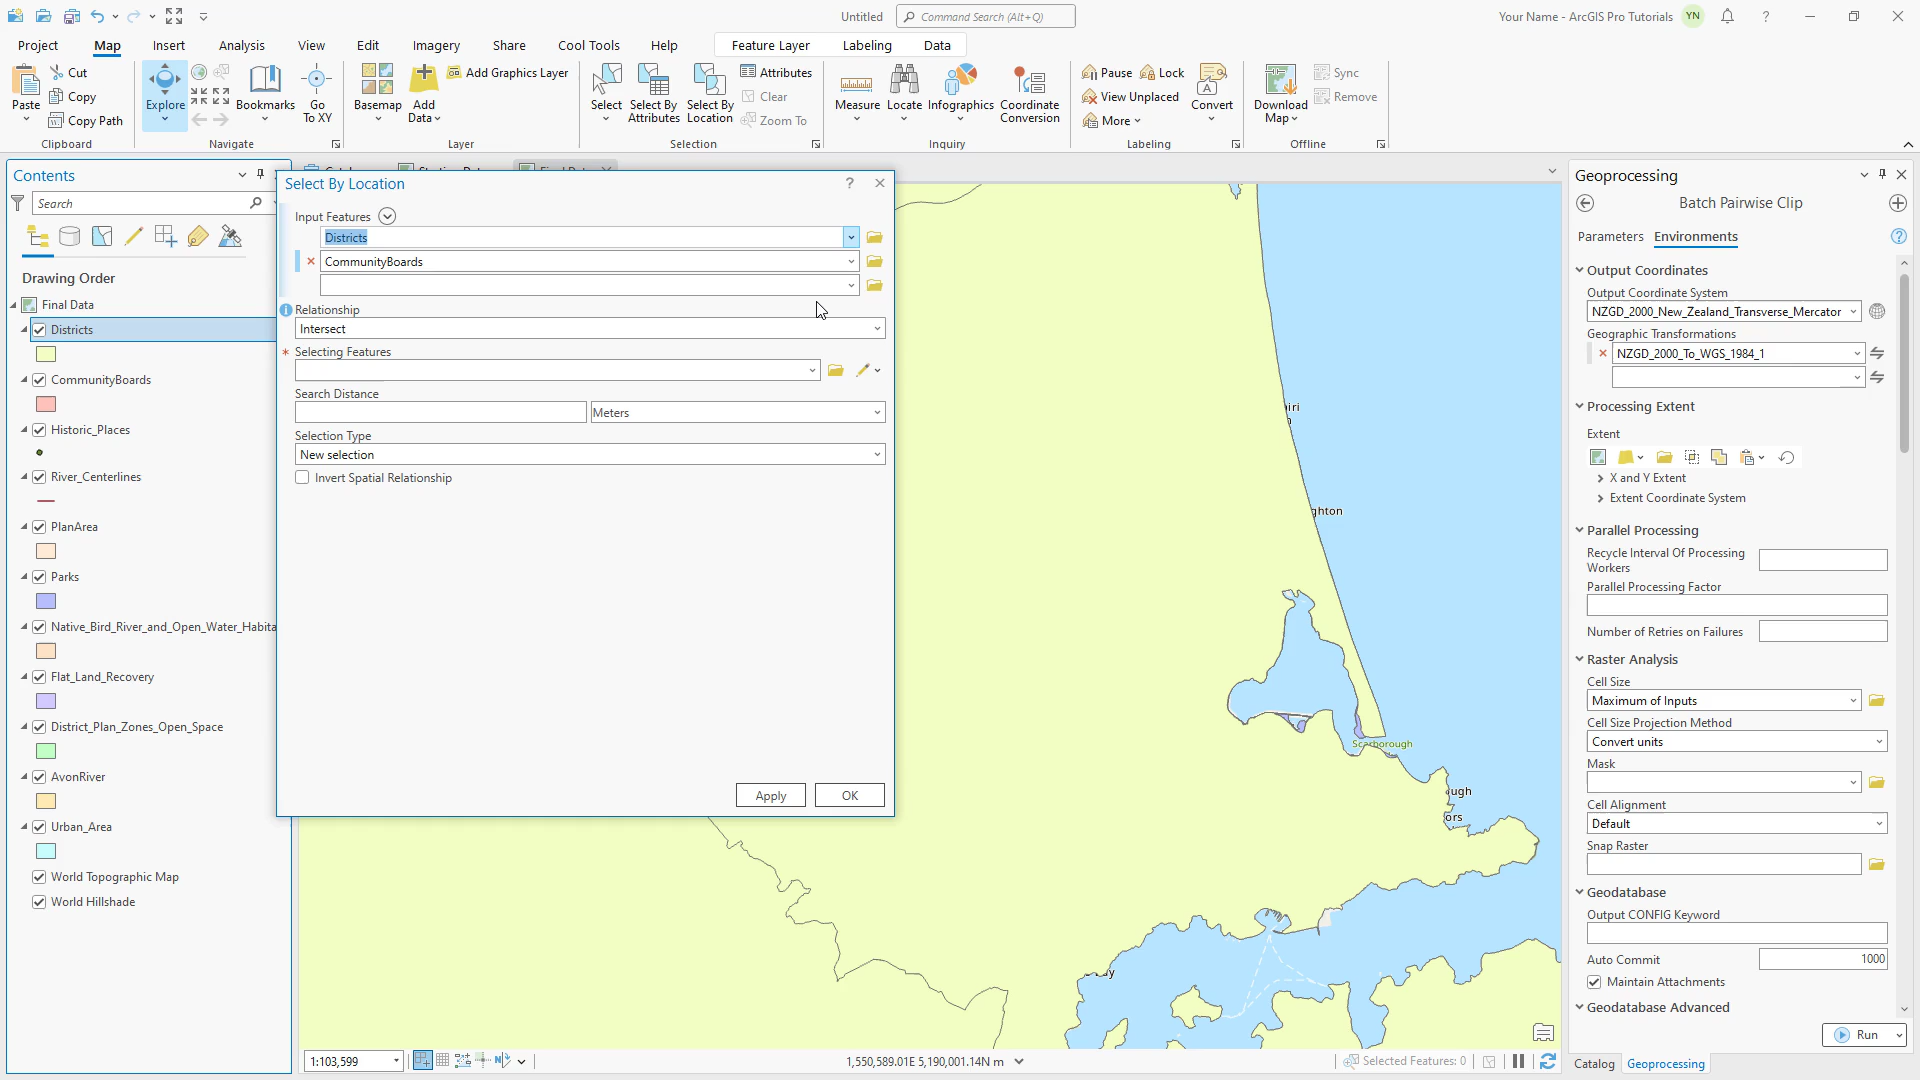 Untitled
Command Search (Alt+Q)
Your Name - ArcGIS Pro Tutorials
YN
?
Project
Map
Insert
Analysis
View
Edit
Imagery
Share
Cool Tools
Help
Feature Layer
Labeling
Data
Paste
Cut
Copy
Copy Path
Clipboard
Explore
Bookmarks
Go To XY
Navigate
Basemap
Add Data
Add Graphics Layer
Layer
Select
Select By Attributes
Select By Location
Attributes
Clear
Zoom To
Selection
Measure
Locate
Infographics
Coordinate Conversion
Inquiry
Pause
Lock
View Unplaced
More
Convert
Labeling
Download Map
Sync
Remove
Offline
Contents
Search
Drawing Order
Final Data
Districts
CommunityBoards
Historic_Places
River_Centerlines
PlanArea
Parks
Native_Bird_River_and_Open_Water_Habita
Flat_Land_Recovery
District_Plan_Zones_Open_Space
AvonRiver
Urban_Area
World Topographic Map
World Hillshade
Select By Location
?
Input Features
Districts
CommunityBoards
Relationship
Intersect
* Selecting Features
Search Distance
Meters
Selection Type
New selection
Invert Spatial Relationship
Apply
OK
iri
ghton
Scarborough
ugh
ors
1:103,599
1,550,589.01E 5,190,001.14N m
Selected Features: 0
Geoprocessing
Batch Pairwise Clip
Parameters
Environments
?
Output Coordinates
Output Coordinate System
NZGD_2000_New_Zealand_Transverse_Mercator
Geographic Transformations
NZGD_2000_To_WGS_1984_1
Processing Extent
Extent
X and Y Extent
Extent Coordinate System
Parallel Processing
Recycle Interval Of Processing
Workers
Parallel Processing Factor
Number of Retries on Failures
Raster Analysis
Cell Size
Maximum of Inputs
Cell Size Projection Method
Convert units
Mask
Cell Alignment
Default
Snap Raster
Geodatabase
Output CONFIG Keyword
Auto Commit
1000
Maintain Attachments
Geodatabase Advanced
Run
Catalog
Geoprocessing